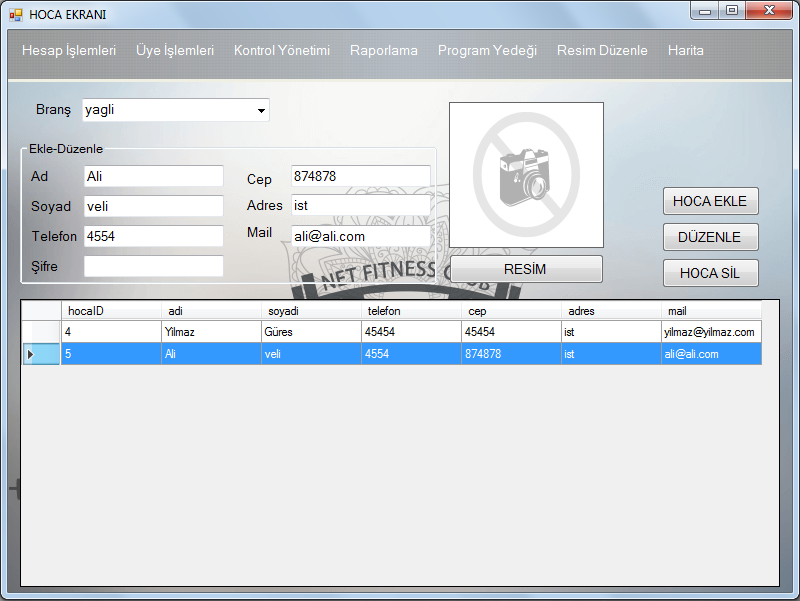 HOCA EKRANI
Hesap İşlemleri Üye İşlemleri Kontrol Yönetimi Raporlama Program Yedeği Resim Düzenle Harita
Branş yagli
Ekle-Düzenle
Ad Ali Cep 874878
Soyad veli Adres ist
Telefon 4554 Mail ali@ali.com
Şifre
NET FITNESS CLUB
RESİM
HOCA EKLE
DÜZENLE
HOCA SİL
hocaID adi soyadi telefon cep adres mail
4 Yilmaz Güres 45454 45454 ist yilmaz@yilmaz.com
5 Ali veli 4554 874878 ist ali@ali.com